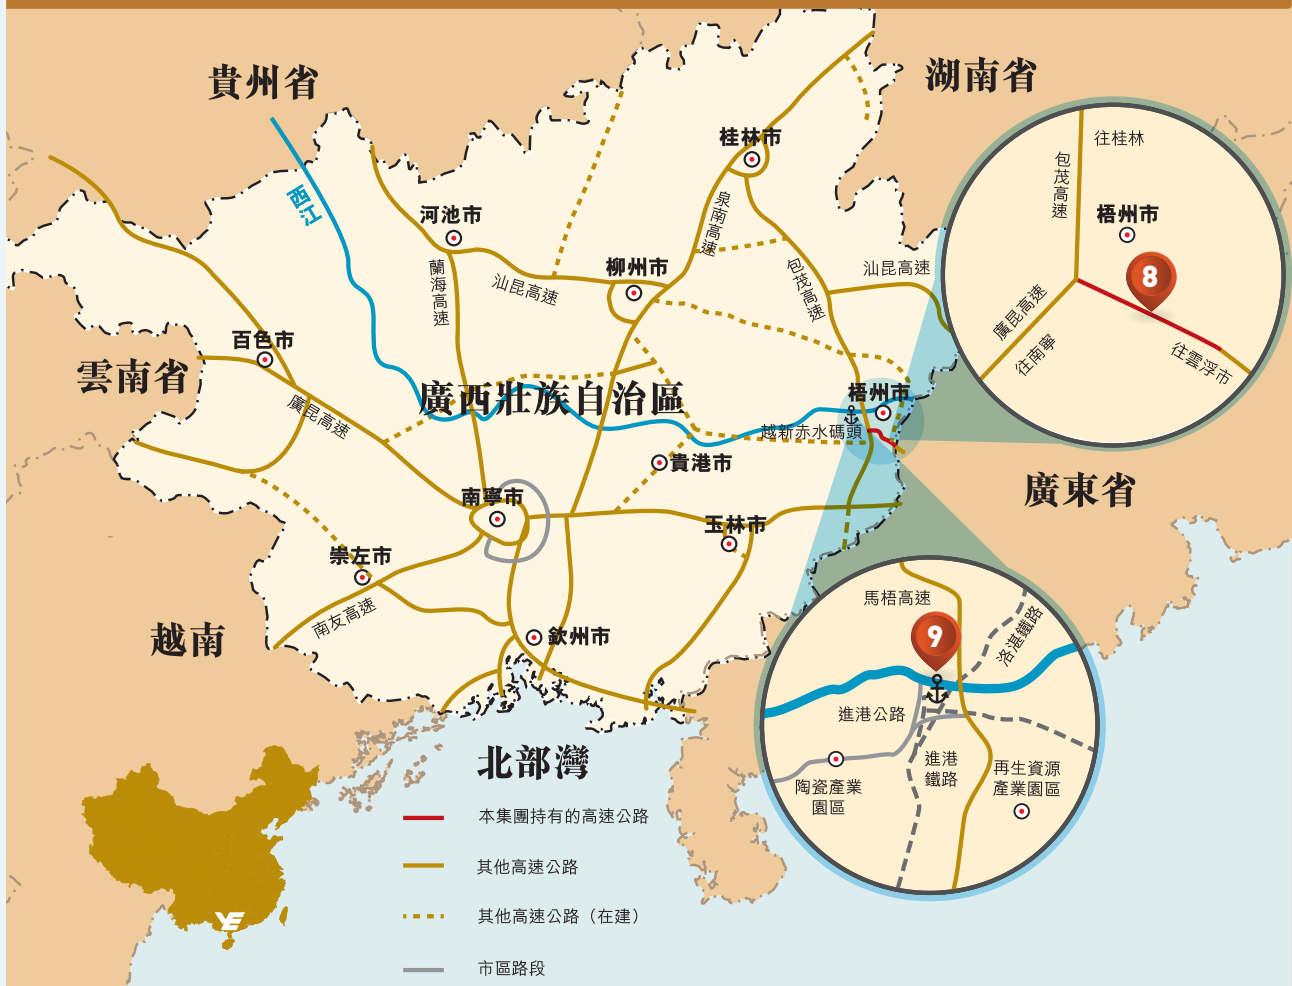 貴州省
湖南省
桂林市
往桂林
包茂高速
西江
泉南高速
河池市
梧州市
蘭海高速
汕昆高速
柳州市
包茂高速
汕昆高速
8
廣昆高速
往南寧
往雲浮市
百色市
雲南省
廣昆高速
廣西壯族自治區
梧州市
越新赤水碼頭
貴港市
廣東省
南寧市
玉林市
崇左市
南友高速
越南
欽州市
馬梧高速
洛湛鐵路
9
進港公路
進港
鐵路
陶瓷產業
園區
再生資源
產業園區
北部灣
本集團持有的高速公路
其他高速公路
其他高速公路（在建）
市區路段
YE